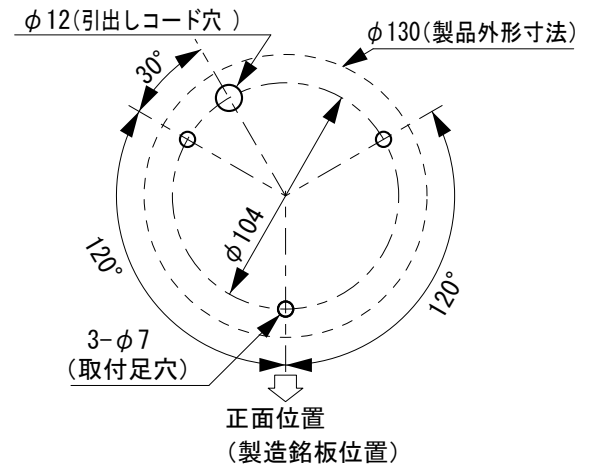 φ12(引出しコード穴 )
φ130(製品外形寸法)
30°
φ104
120°
120°
3-φ7
(取付足穴)
正面位置
(製造銘板位置)